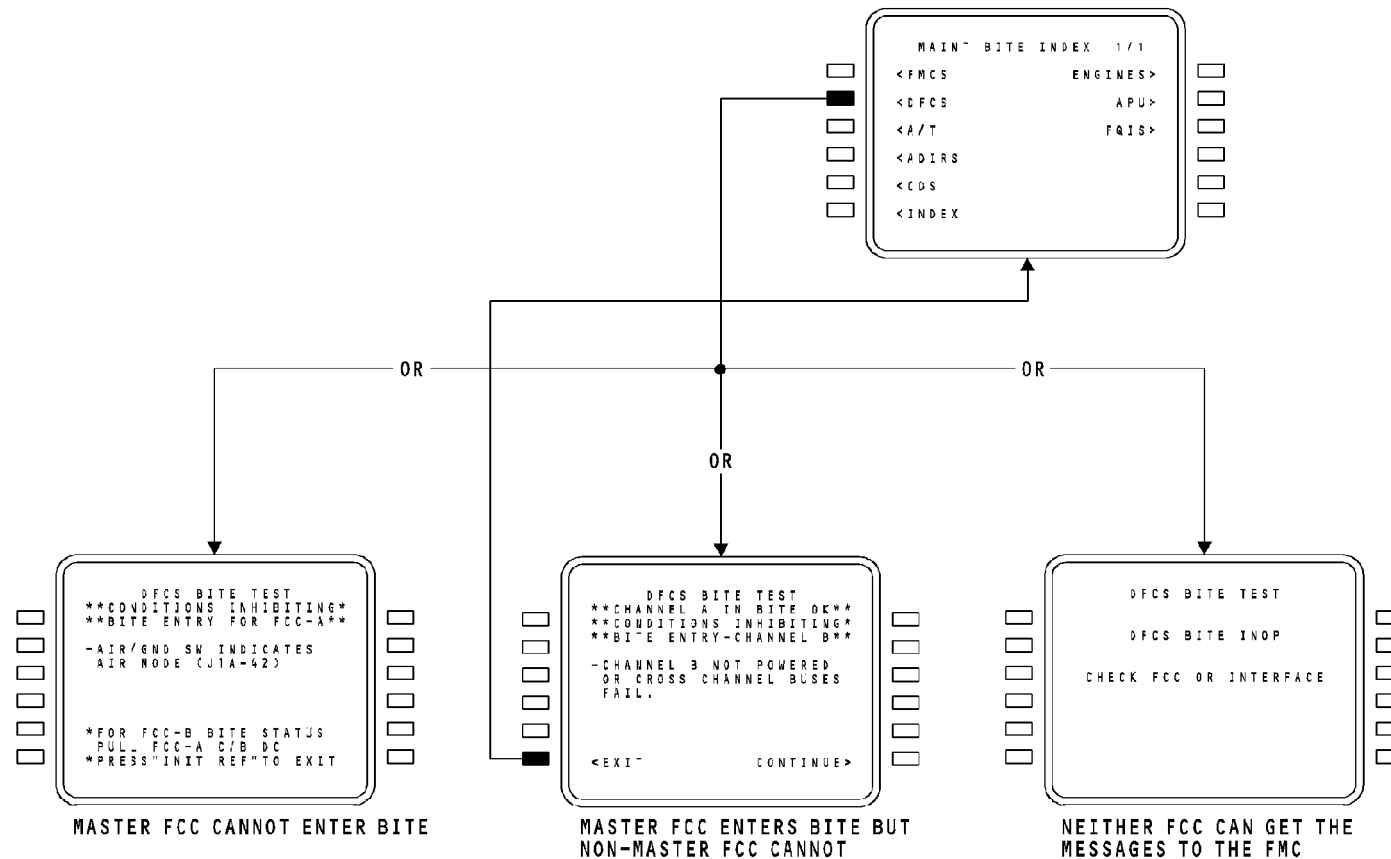 MAINT BITE INDEX 1/1
<FMCS ENGINES>
<DFCS APU>
<A/T FQIS>
<ADIRS
<CDS
<INDEX
OR
OR
OR
DFCS BITE TEST
**CONDITIONS INHIBITING*
**BITE ENTRY FOR FCC-A**
-AIR/GND SW INDICATES
AIR MODE (J1A-42)
*FOR FCC-B BITE STATUS
PULL FCC-A C/B DC
*PRESS"INIT REF"TO EXIT
MASTER FCC CANNOT ENTER BITE
DFCS BITE TEST
**CHANNEL A IN BITE OK**
**CONDITIONS INHIBITING*
**BITE ENTRY-CHANNEL B**
-CHANNEL B NOT POWERED
OR CROSS CHANNEL BUSES
FAIL.
<EXIT CONTINUE>
MASTER FCC ENTERS BITE BUT
NON-MASTER FCC CANNOT
DFCS BITE TEST
DFCS BITE INOP
CHECK FCC OR INTERFACE
NEITHER FCC CAN GET THE
MESSAGES TO THE FMC